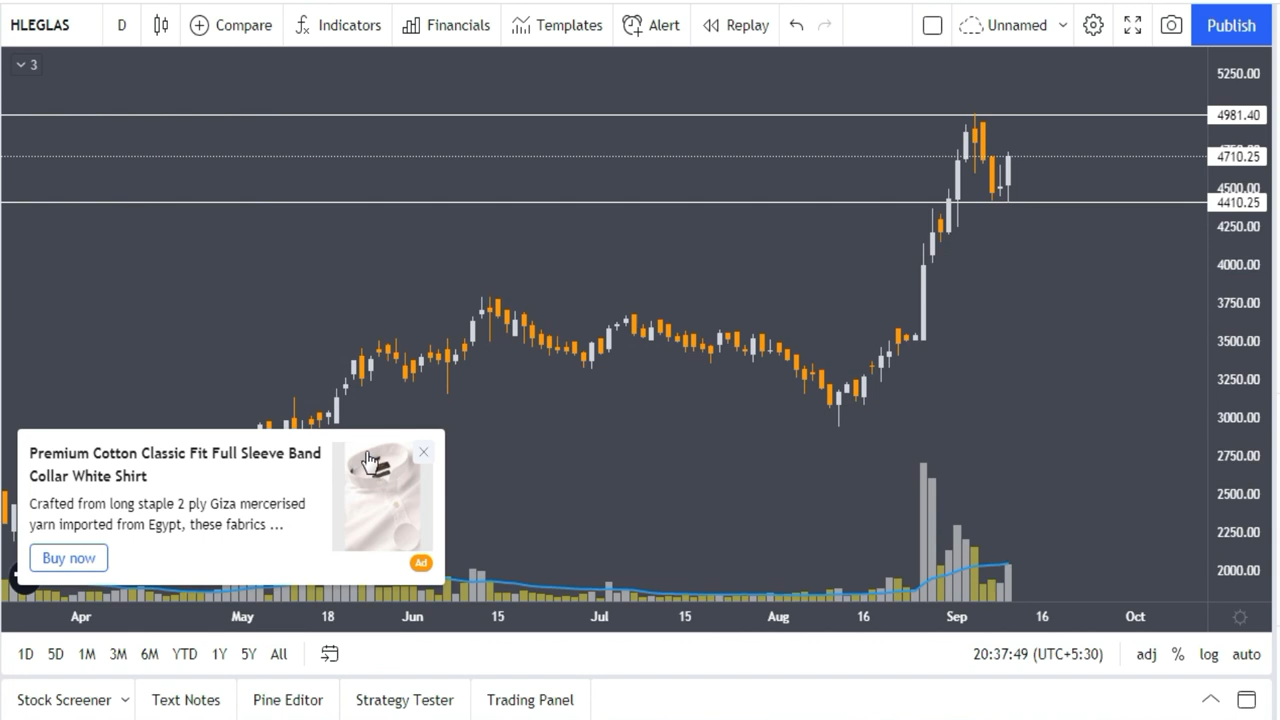 HLEGLAS
D
Compare
Indicators
Financials
Templates
Alert
Replay
Unnamed
Publish
3
5250.00
4981.40
4710.25
4500.00
4410.25
4250.00
4000.00
3750.00
3500.00
3250.00
3000.00
2750.00
2500.00
2250.00
2000.00
Premium Cotton Classic Fit Full Sleeve Band
Collar White Shirt
Crafted from long staple 2 ply Giza mercerised
yarn imported from Egypt, these fabrics ...
Buy now
Ad
Apr May 18 Jun 15 Jul 15 Aug 16 Sep 16 Oct
1D 5D 1M 3M 6M YTD 1Y 5Y All
20:37:49 (UTC+5:30)
adj % log auto
Stock Screener
Text Notes
Pine Editor
Strategy Tester
Trading Panel